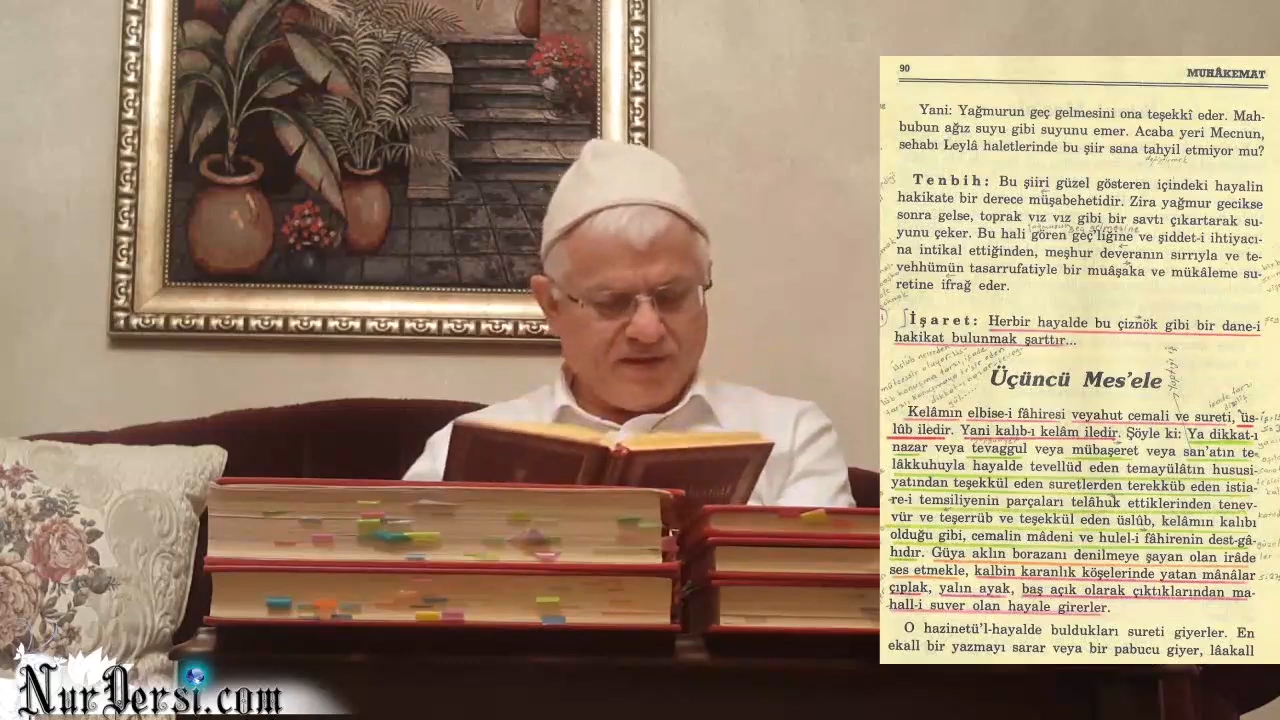 90
MUHÂKEMAT
Yani: Yağmurun geç gelmesini ona teşekkî eder. Mah-
bubun ağız suyu gibi suyunu emer. Acaba yeri Mecnun,
sehabı Leylâ haletlerinde bu şiir sana tahyil etmiyor mu?
Tenbih: Bu şiiri güzel gösteren içindeki hayalin
hakikate bir derece müşabehetidir. Zira yağmur gecikse
sonra gelse, toprak vız vız gibi bir savtı çıkartarak su-
yunu çeker. Bu hali gören geç'liğine ve şiddet-i ihtiyacı-
na intikal ettiğinden, meşhur deveranın sırrıyla ve te-
vehhümün tasarrufatiyle bir muâşaka ve mükâleme su-
retine ifrağ eder.
İşaret: Herbir hayalde bu çiznök gibi bir dane-i
hakikat bulunmak şarttır...
Üçüncü Mes'ele
Kelâmın elbise-i fâhiresi veyahut cemali ve sureti, üs-
lûb iledir. Yani kalıb-ı kelâm iledir. Şöyle ki: Ya dikkat-ı
nazar veya tevaggul veya mübaşeret veya san'atın te-
lâkkuhuyla hayalde tevellüd eden temayülâtın hususi-
yatından teşekkül eden suretlerden terekküb eden istia-
re-i temsiliyenin parçaları telâhuk ettiklerinden tenev-
vür ve teşerrüb ve teşekkül eden üslûb, kelâmın kalıbı
olduğu gibi, cemalin mâdeni ve hulel-i fâhirenin dest-gâ-
hıdır. Güya aklın borazanı denilmeye şayan olan irâde
ses etmekle, kalbin karanlık köşelerinde yatan mânâlar
çıplak, yalın ayak, baş açık olarak çıktıklarından ma-
hall-i suver olan hayale girerler.
O hazinetü'l-hayalde buldukları sureti giyerler. En
ekall bir yazmayı sarar veya bir pabucu giyer, lâakall
NurDersi.com